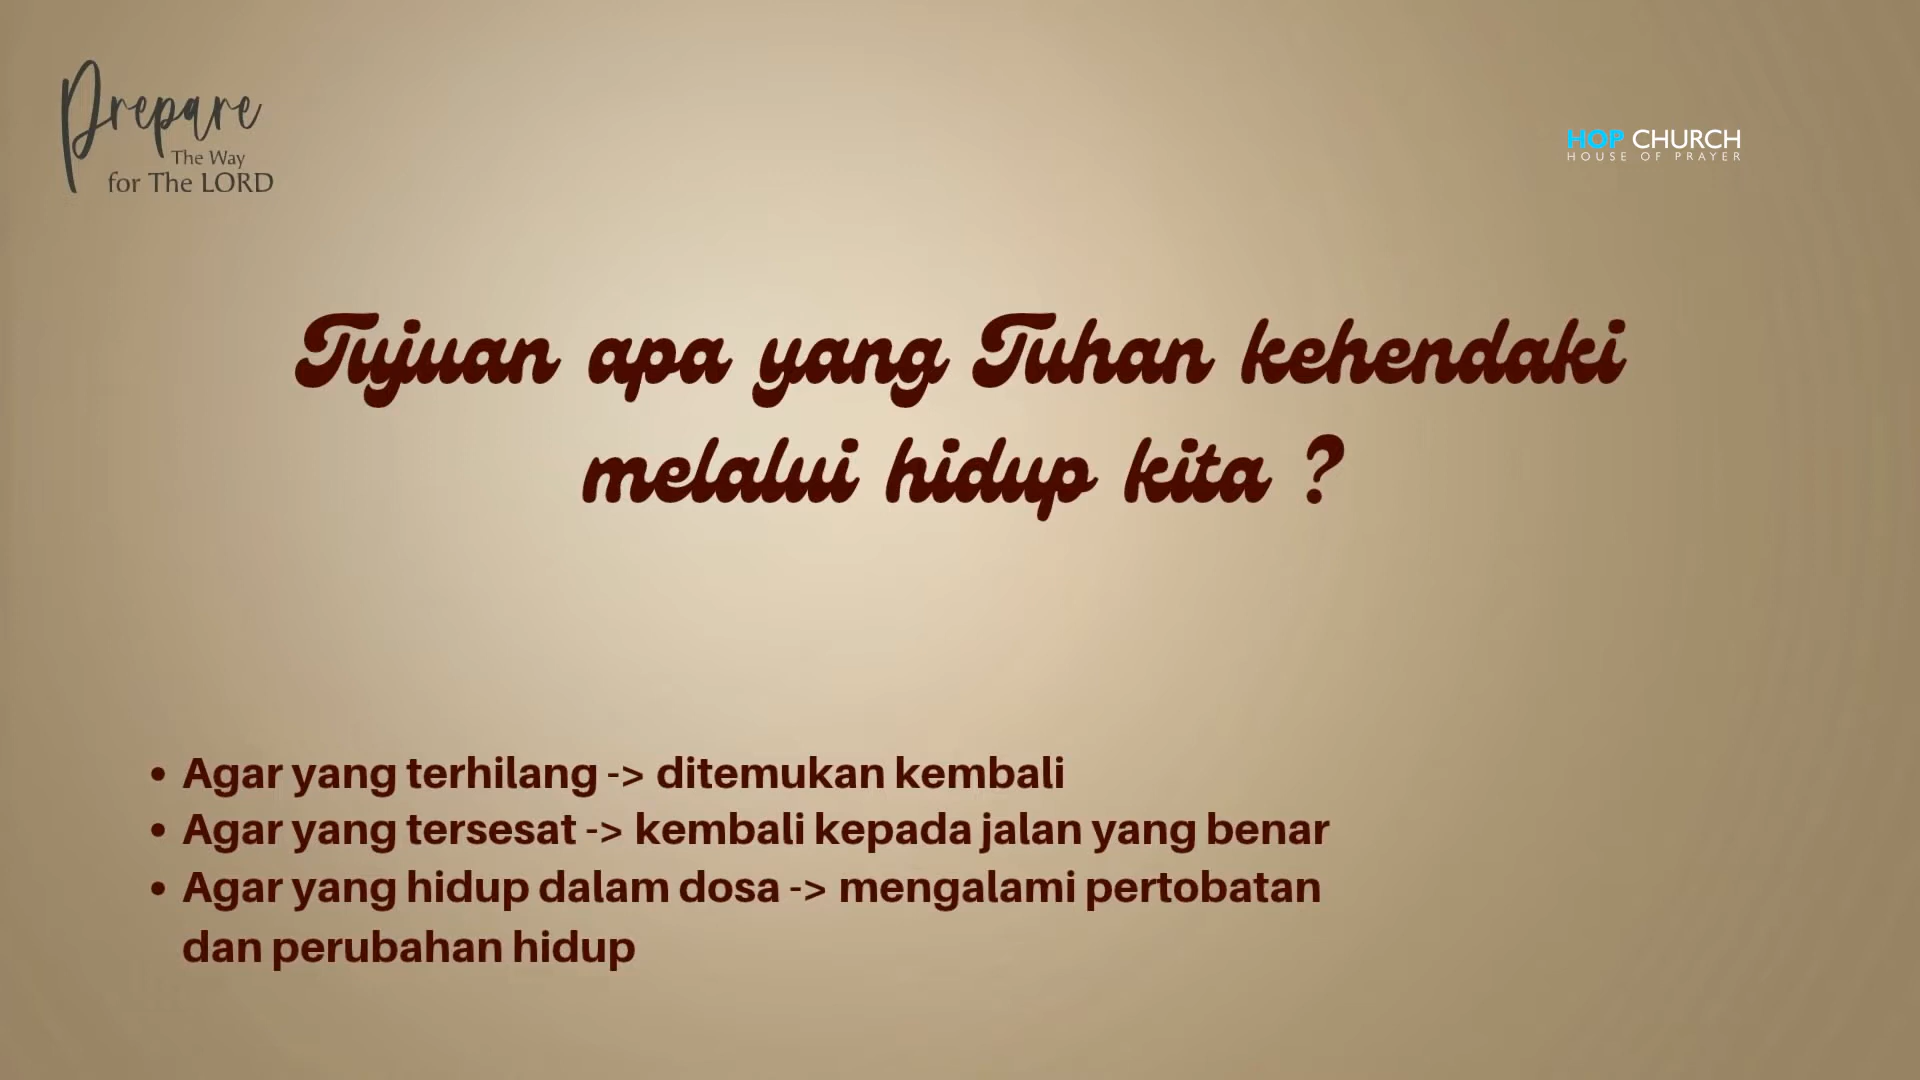 Prepare
The Way
for The LORD
HOP CHURCH
HOUSE OF PRAYER
Tujuan apa yang Tuhan kehendaki
melalui hidup kita ?
• Agar yang terhilang -> ditemukan kembali
• Agar yang tersesat -> kembali kepada jalan yang benar
• Agar yang hidup dalam dosa -> mengalami pertobatan
dan perubahan hidup